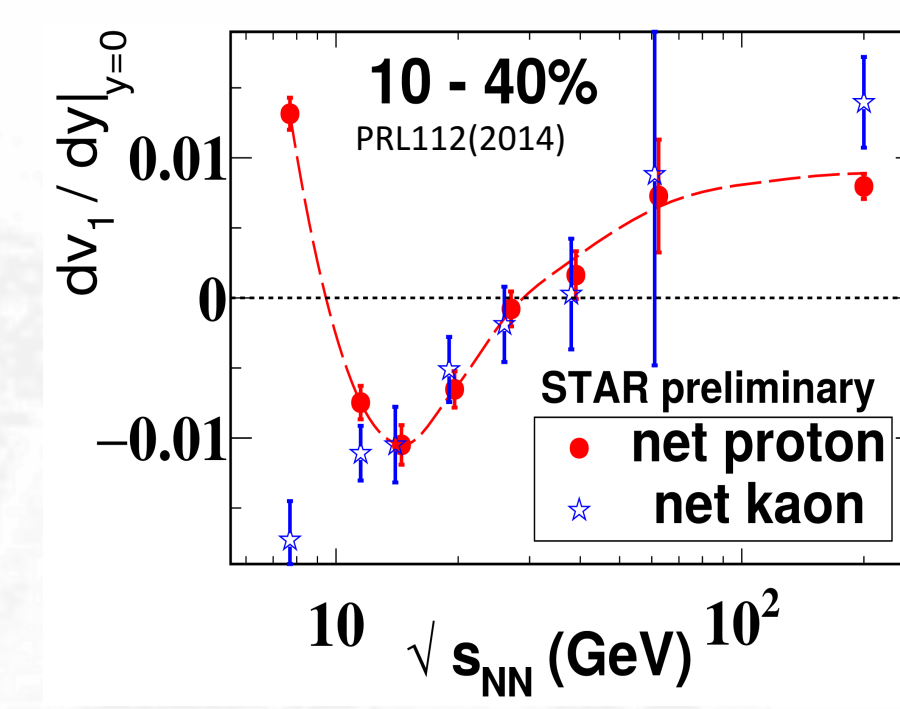 10 - 40%
PRL112(2014)
dv₁ / dy|y=0
0.01
0
−0.01
STAR preliminary
net proton
net kaon
10
10²
√ sNN (GeV)